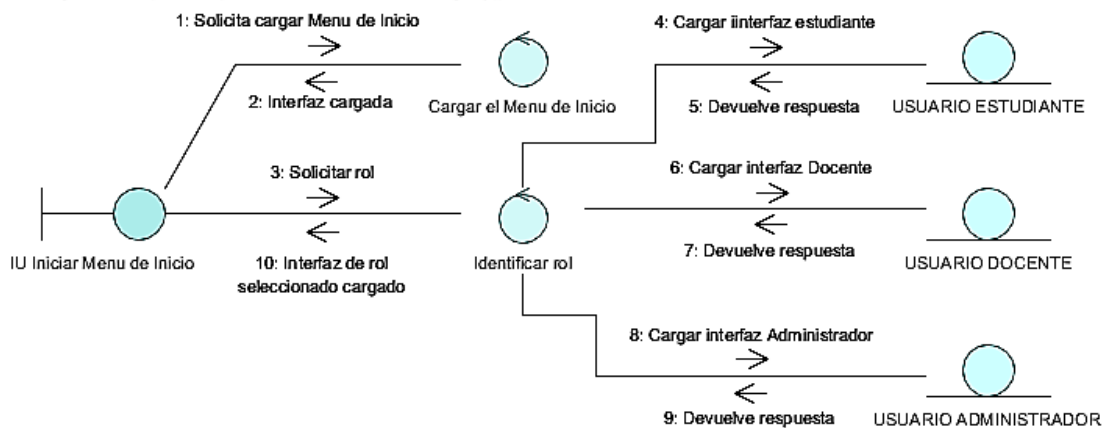 1: Solicita cargar Menu de Inicio
2: Interfaz cargada
Cargar el Menu de Inicio
4: Cargar iinterfaz estudiante
5: Devuelve respuesta
USUARIO ESTUDIANTE
3: Solicitar rol
IU Iniciar Menu de Inicio
10: Interfaz de rol
seleccionado cargado
Identificar rol
6: Cargar interfaz Docente
7: Devuelve respuesta
USUARIO DOCENTE
8: Cargar interfaz Administrador
9: Devuelve respuesta
USUARIO ADMINISTRADOR